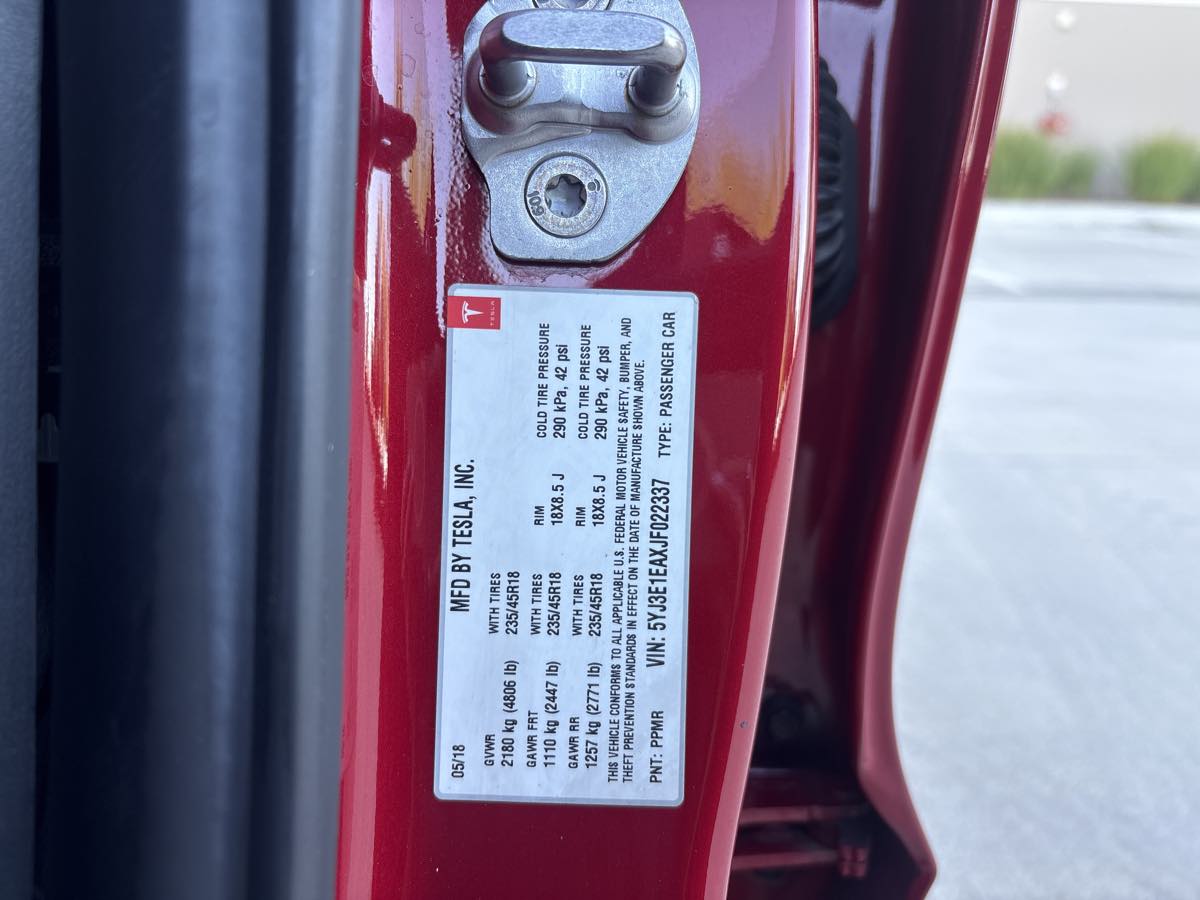 TESLA
05/18 MFD BY TESLA, INC.
GVWR WITH TIRES
2180 kg (4806 lb) 235/45R18
GAWR FRT WITH TIRES RIM COLD TIRE PRESSURE
1110 kg (2447 lb) 235/45R18 18X8.5 J 290 kPa, 42 psi
GAWR RR WITH TIRES RIM COLD TIRE PRESSURE
1257 kg (2771 lb) 235/45R18 18X8.5 J 290 kPa, 42 psi
THIS VEHICLE CONFORMS TO ALL APPLICABLE U.S. FEDERAL MOTOR VEHICLE SAFETY, BUMPER, AND
THEFT PREVENTION STANDARDS IN EFFECT ON THE DATE OF MANUFACTURE SHOWN ABOVE.
PNT: PPMR VIN: 5YJ3E1EAXJF022337 TYPE: PASSENGER CAR